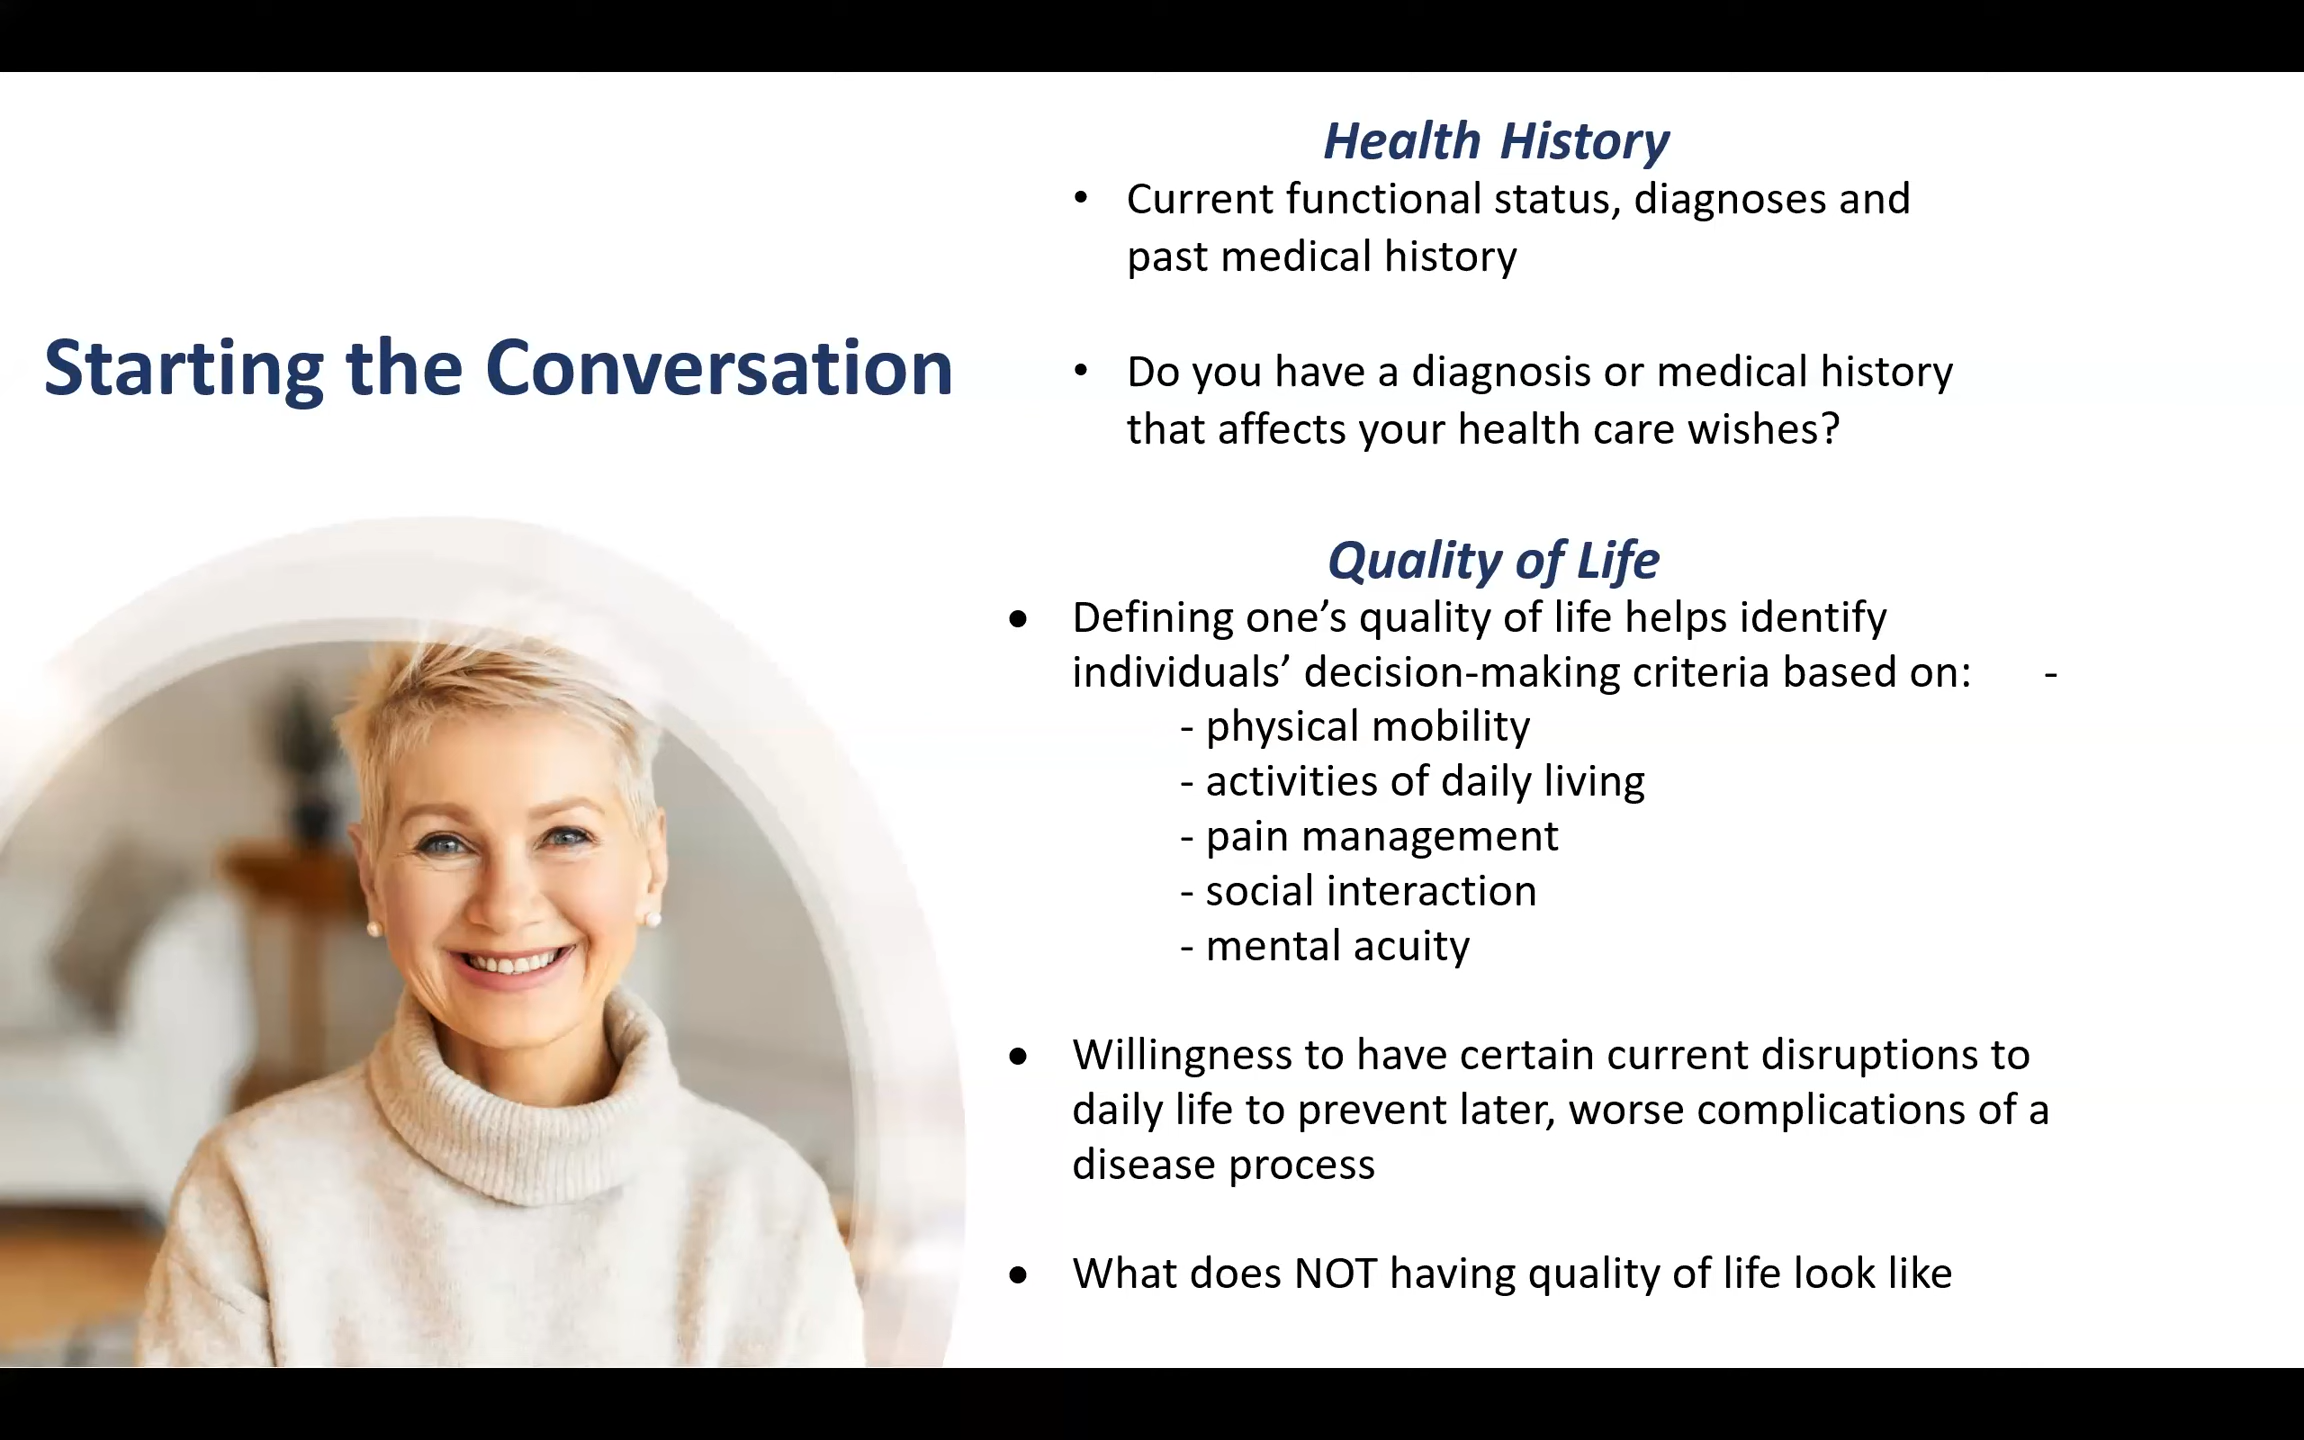 Starting the Conversation
Health History
• Current functional status, diagnoses and
past medical history
• Do you have a diagnosis or medical history
that affects your health care wishes?
Quality of Life
• Defining one’s quality of life helps identify
individuals’ decision-making criteria based on: -
- physical mobility
- activities of daily living
- pain management
- social interaction
- mental acuity
• Willingness to have certain current disruptions to
daily life to prevent later, worse complications of a
disease process
• What does NOT having quality of life look like